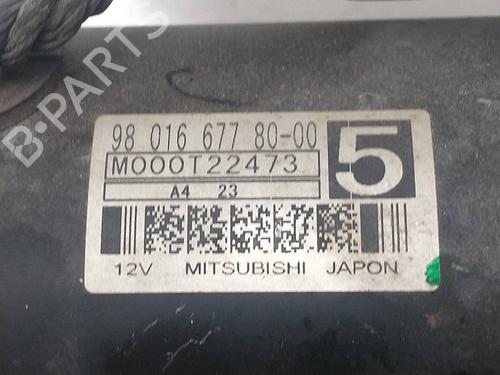 98 016 677 80-00
M000T22473
5
A4 23
12V MITSUBISHI JAPON
B-PARTS